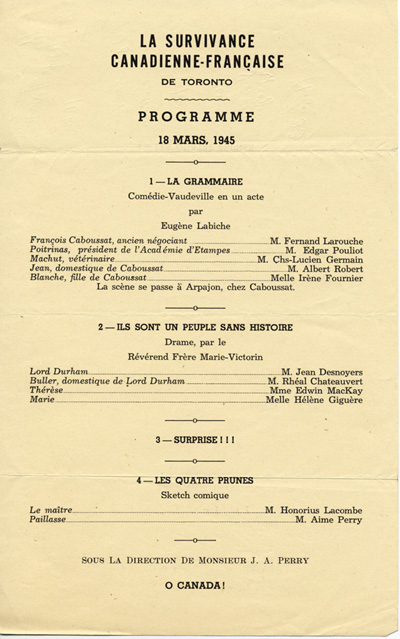 LA SURVIVANCE
CANADIENNE-FRANÇAISE
DE TORONTO
PROGRAMME
18 MARS, 1945
1—LA GRAMMAIRE
Comédie-Vaudeville en un acte
par
Eugène Labiche
François Caboussat, ancien négociant M. Fernand Larouche
Poitrinas, président de l'Académie d'Etampes M. Edgar Pouliot
Machut, vétérinaire M. Chs-Lucien Germain
Jean, domestique de Caboussat M. Albert Robert
Blanche, fille de Caboussat Melle Irène Fournier
La scène se passe à Arpajon, chez Caboussat.
2—ILS SONT UN PEUPLE SANS HISTOIRE
Drame, par le
Révérend Frère Marie-Victorin
Lord Durham M. Jean Desnoyers
Buller, domestique de Lord Durham M. Rhéal Chateauvert
Thérèse Mme Edwin MacKay
Marie Melle Hélène Giguère
3—SURPRISE!!!
4—LES QUATRE PRUNES
Sketch comique
Le maître M. Honorius Lacombe
Paillasse M. Aime Perry
SOUS LA DIRECTION DE MONSIEUR J. A. PERRY
O CANADA!